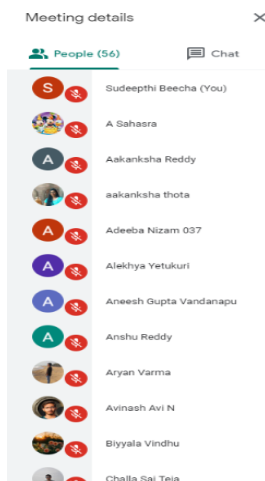 Meeting details
People (56) Chat
S Sudeepthi Beecha (You)
A Sahasra
A Aakanksha Reddy
aakanksha thota
A Adeeba Nizam 037
A Alekhya Yetukuri
A Aneesh Gupta Vandanapu
A Anshu Reddy
Aryan Varma
Avinash Avi N
Biyyala Vindhu
Challa Sai Teja